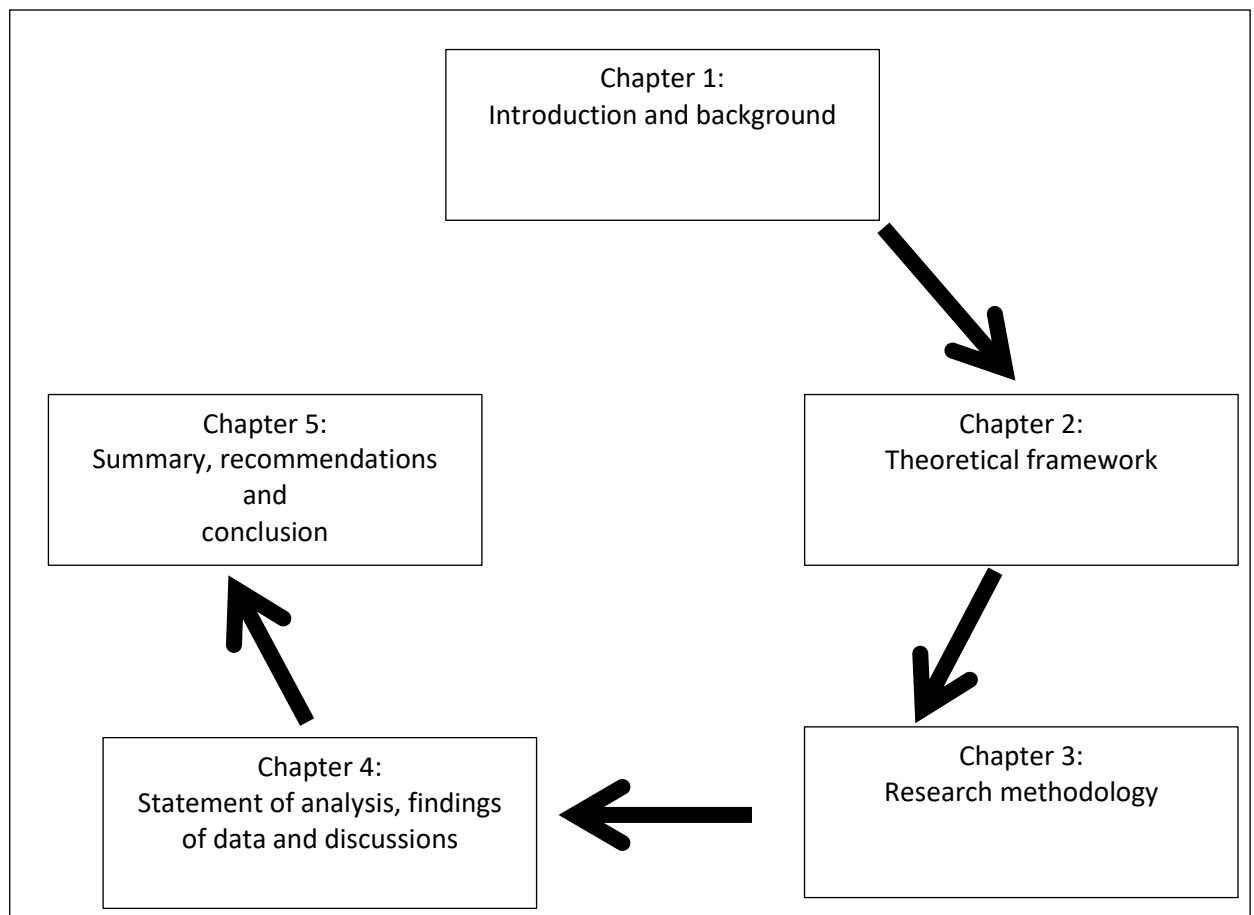 Chapter 1:
Introduction and background
Chapter 2:
Theoretical framework
Chapter 3:
Research methodology
Chapter 4:
Statement of analysis, findings
of data and discussions
Chapter 5:
Summary, recommendations
and
conclusion